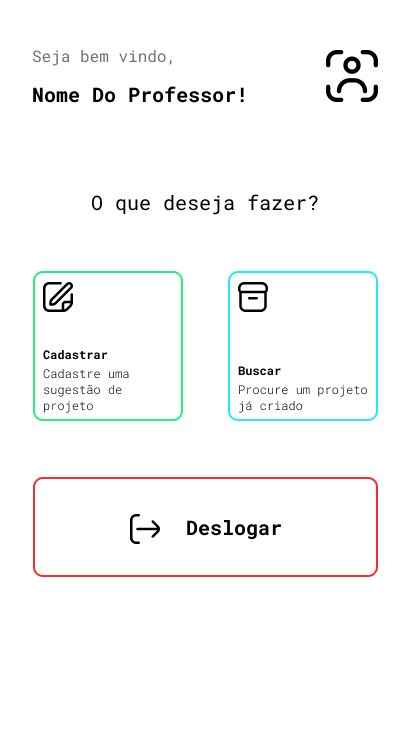 Seja bem vindo,
Nome Do Professor!
O que deseja fazer?
Cadastrar
Cadastre uma
sugestão de
projeto
Buscar
Procure um projeto
já criado
Deslogar